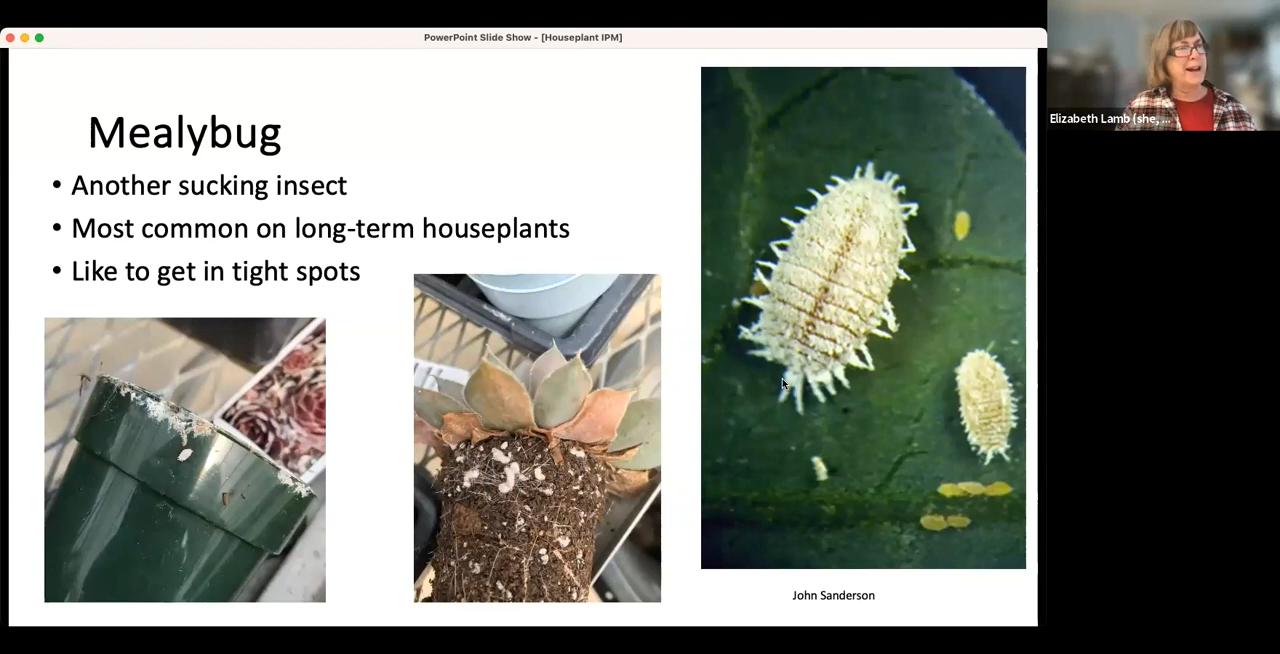 PowerPoint Slide Show - [Houseplant IPM]
Mealybug
• Another sucking insect
• Most common on long-term houseplants
• Like to get in tight spots
John Sanderson
Elizabeth Lamb (she, ...